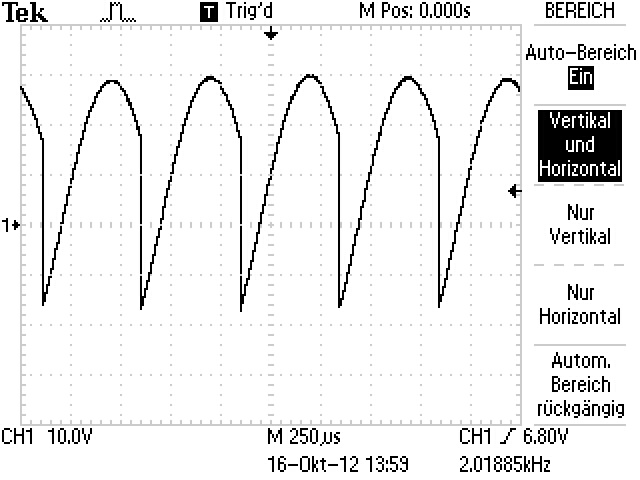 Tek T Trig'd M Pos: 0.000s BEREICH
Auto-Bereich
Ein
Vertikal
und
Horizontal
1
Nur
Vertikal
Nur
Horizontal
Autom.
Bereich
rückgängig
CH1 10.0V M 250µs CH1 6.80V
16-Okt-12 13:59 2.01885kHz